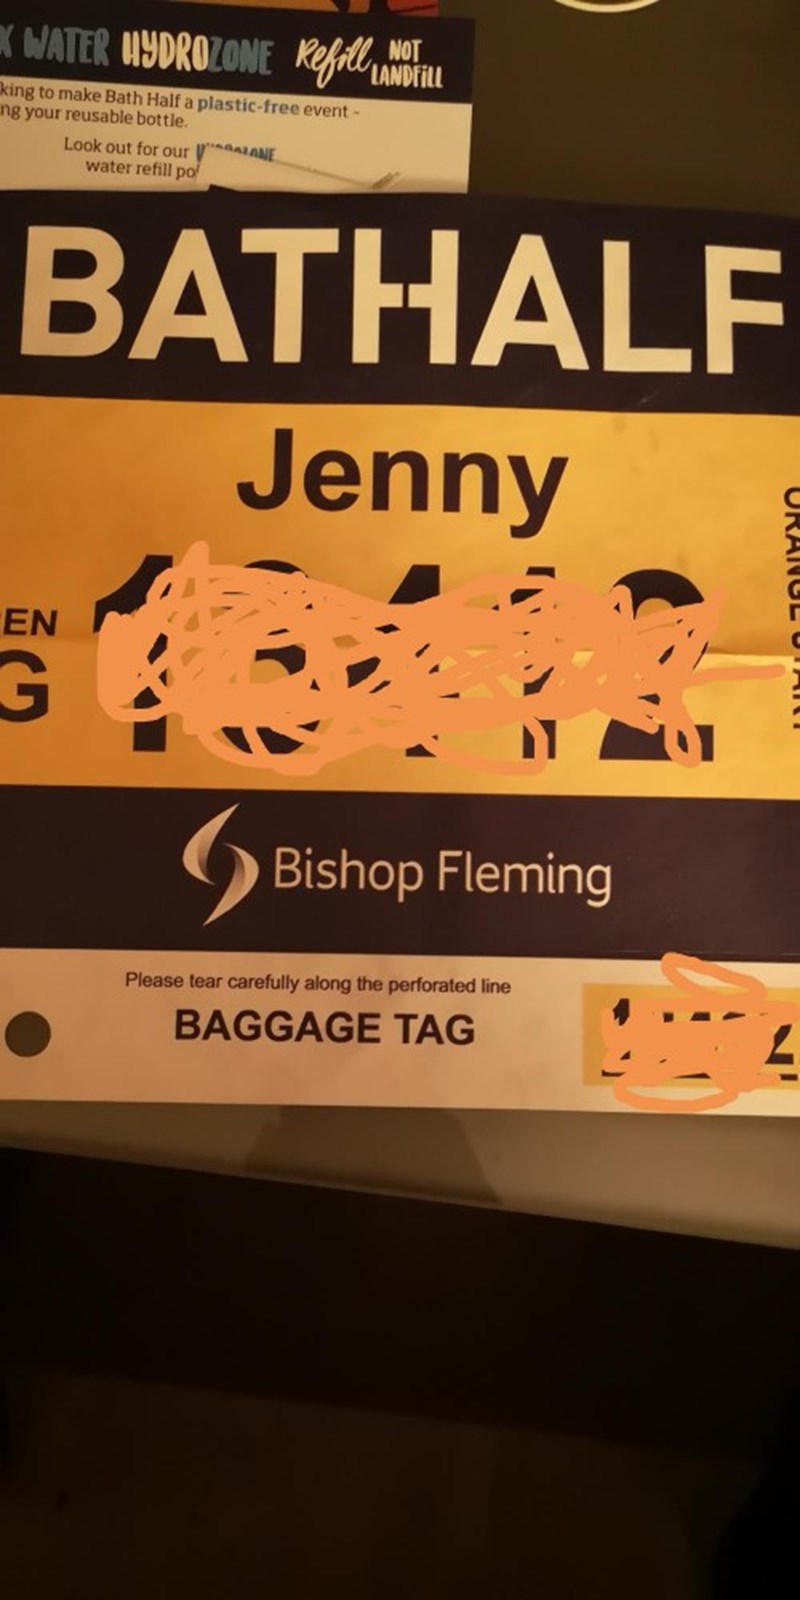 WATER HYDROZONE Refill NOT LANDFILL
king to make Bath Half a plastic-free event -
ng your reusable bottle.
Look out for our HYDROZONE
water refill po
BATHALF
Jenny
EN
G
ORANGE START
Bishop Fleming
Please tear carefully along the perforated line
BAGGAGE TAG